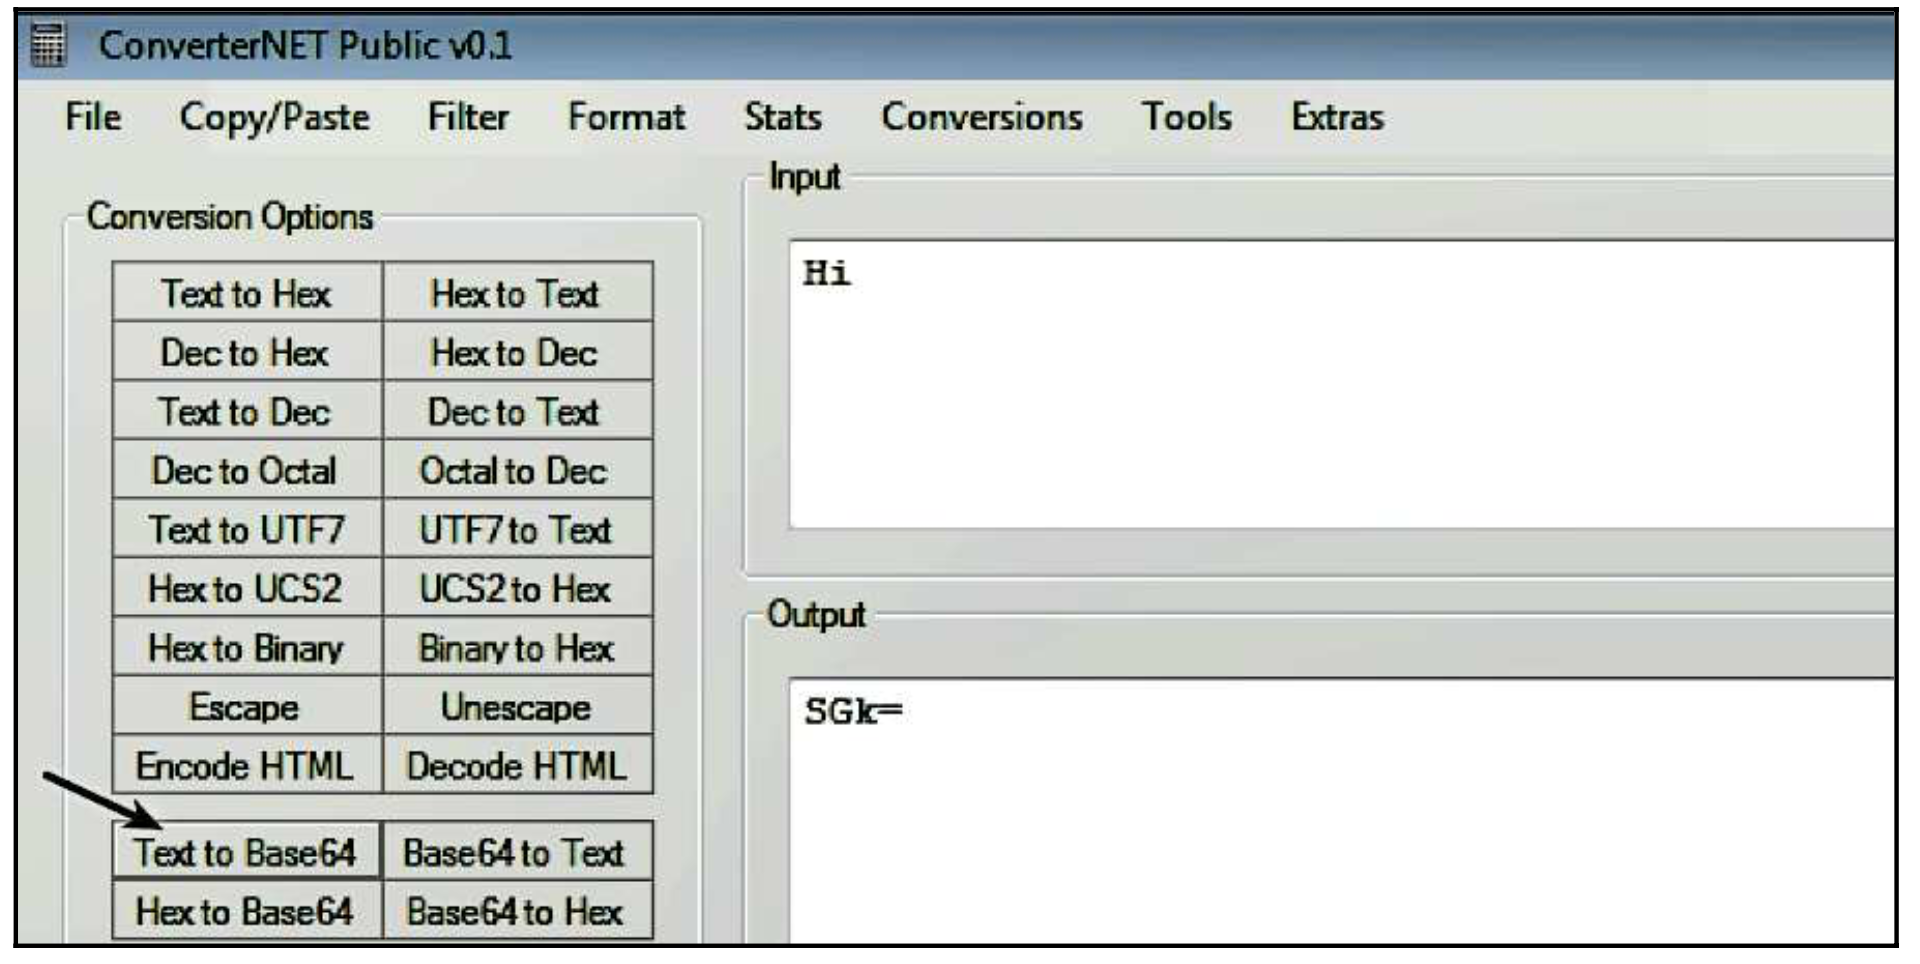 ConverterNET Public v0.1
File Copy/Paste Filter Format Stats Conversions Tools Extras
Conversion Options
Text to Hex Hex to Text
Dec to Hex Hex to Dec
Text to Dec Dec to Text
Dec to Octal Octal to Dec
Text to UTF7 UTF7 to Text
Hex to UCS2 UCS2 to Hex
Hex to Binary Binary to Hex
Escape Unescape
Encode HTML Decode HTML
Text to Base64 Base64 to Text
Hex to Base64 Base64 to Hex
Input
Hi
Output
SGk=